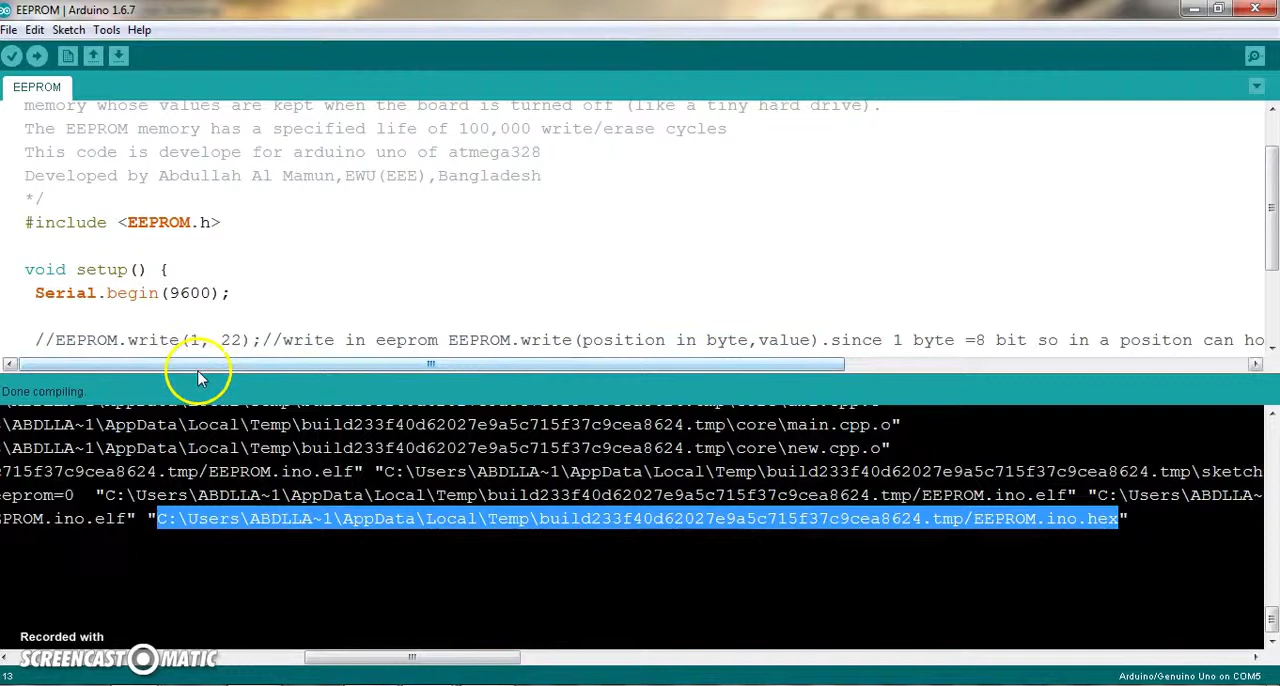 EEPROM | Arduino 1.6.7
File Edit Sketch Tools Help
EEPROM
memory whose values are kept when the board is turned off (like a tiny hard drive).
The EEPROM memory has a specified life of 100,000 write/erase cycles
This code is develope for arduino uno of atmega328
Developed by Abdullah Al Mamun,EWU(EEE),Bangladesh
*/
#include <EEPROM.h>
void setup() {
Serial.begin(9600);
//EEPROM.write(1, 22);//write in eeprom EEPROM.write(position in byte,value).since 1 byte =8 bit so in a positon can ho
Done compiling.
s\ABDLLA~1\AppData\Local\Temp\build233f40d62027e9a5c715f37c9cea8624.tmp\core\main.cpp.o"
s\ABDLLA~1\AppData\Local\Temp\build233f40d62027e9a5c715f37c9cea8624.tmp\core\new.cpp.o"
c715f37c9cea8624.tmp/EEPROM.ino.elf" "C:\Users\ABDLLA~1\AppData\Local\Temp\build233f40d62027e9a5c715f37c9cea8624.tmp\sketch
eeprom=0 "C:\Users\ABDLLA~1\AppData\Local\Temp\build233f40d62027e9a5c715f37c9cea8624.tmp/EEPROM.ino.elf" "C:\Users\ABDLLA~
EPROM.ino.elf" "C:\Users\ABDLLA~1\AppData\Local\Temp\build233f40d62027e9a5c715f37c9cea8624.tmp/EEPROM.ino.hex"
Recorded with
SCREENCAST MATIC
13
Arduino/Genuino Uno on COM5